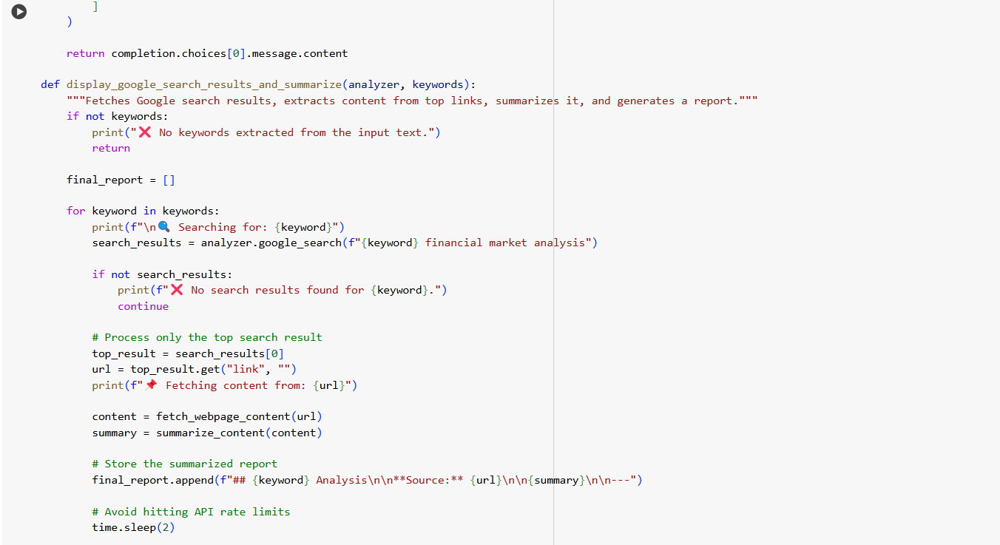 ]
    )

    return completion.choices[0].message.content

def display_google_search_results_and_summarize(analyzer, keywords):
    """Fetches Google search results, extracts content from top links, summarizes it, and generates a report."""
    if not keywords:
        print("❌ No keywords extracted from the input text.")
        return

    final_report = []

    for keyword in keywords:
        print(f"\n🔍 Searching for: {keyword}")
        search_results = analyzer.google_search(f"{keyword} financial market analysis")

        if not search_results:
            print(f"❌ No search results found for {keyword}.")
            continue

        # Process only the top search result
        top_result = search_results[0]
        url = top_result.get("link", "")
        print(f"📌 Fetching content from: {url}")

        content = fetch_webpage_content(url)
        summary = summarize_content(content)

        # Store the summarized report
        final_report.append(f"## {keyword} Analysis\n\n**Source:** {url}\n\n{summary}\n\n---")

        # Avoid hitting API rate limits
        time.sleep(2)